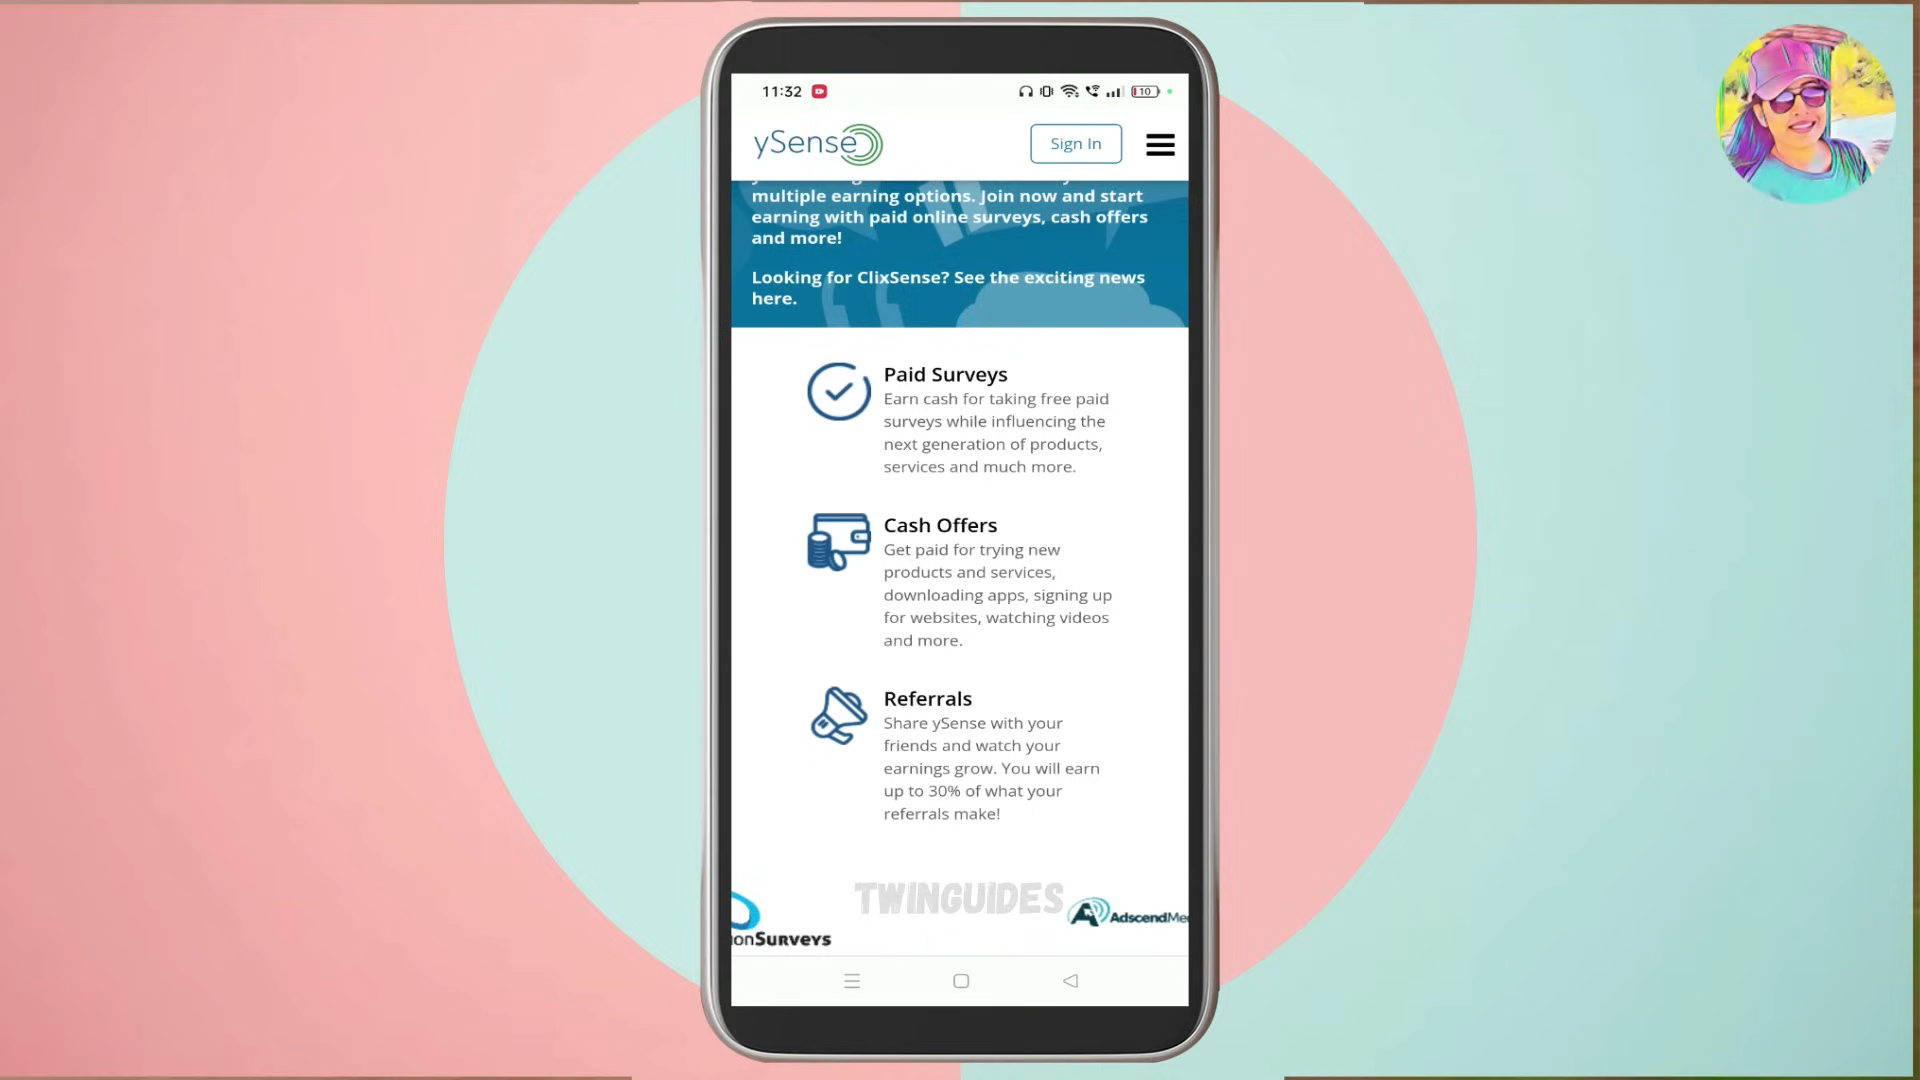 11:32
10
ySense
Sign In
multiple earning options. Join now and start
earning with paid online surveys, cash offers
and more!
Looking for ClixSense? See the exciting news
here.
Paid Surveys
Earn cash for taking free paid
surveys while influencing the
next generation of products,
services and much more.
Cash Offers
Get paid for trying new
products and services,
downloading apps, signing up
for websites, watching videos
and more.
Referrals
Share ySense with your
friends and watch your
earnings grow. You will earn
up to 30% of what your
referrals make!
TWINGUIDES
AdscendMe
ionSurveys